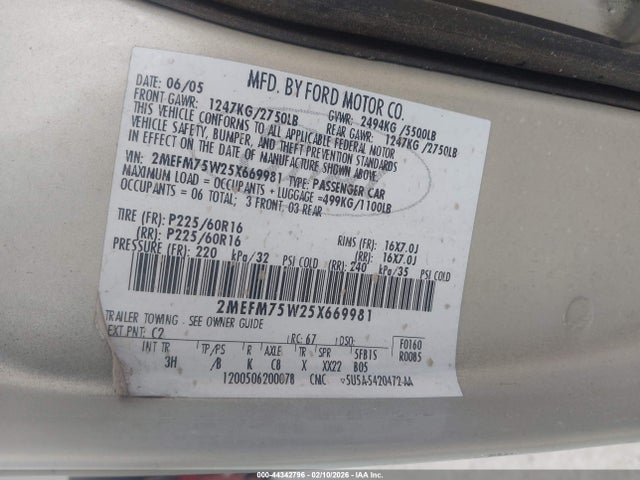 DATE: 06/05 MFD. BY FORD MOTOR CO.
FRONT GAWR: 1247KG/2750LB GVWR: 2494KG/5500LB
REAR GAWR: 1247KG/2750LB
THIS VEHICLE CONFORMS TO ALL APPLICABLE FEDERAL MOTOR
VEHICLE SAFETY, BUMPER, AND THEFT PREVENTION STANDARDS
IN EFFECT ON THE DATE OF MANUFACTURE SHOWN ABOVE.
VIN: 2MEFM75W25X669981 TYPE: PASSENGER CAR
MAXIMUM LOAD = OCCUPANTS + LUGGAGE =499KG/1100LB
OCCUPANTS = 06 TOTAL; 3 FRONT, 03 REAR
TIRE (FR): P225/60R16 RIMS (FR): 16X7.0J
(RR): P225/60R16 (RR): 16X7.0J
PRESSURE (FR): 220 kPa/32 PSI COLD (RR): 240 kPa/35 PSI COLD
2MEFM75W25X669981
TRAILER TOWING - SEE OWNER GUIDE
EXT PNT: C2 RC: 67 DSO: F0160
R0085
INT TR TP/PS R AXLE TR SPR 5FB15
3H /B K C8 X XX22 B05
1200506200078 CMC 5U5A-5420472-AA
© 000-44342796 - 02/10/2026 - IAA INC.